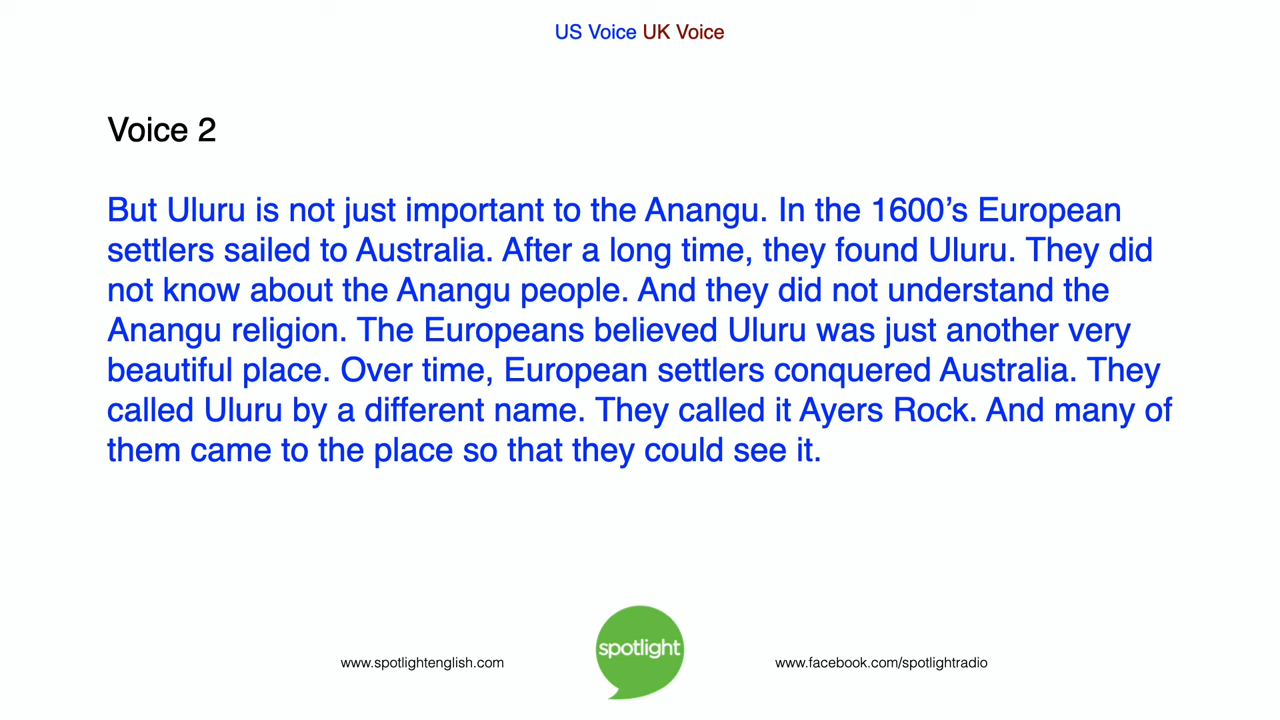 US Voice UK Voice
Voice 2
But Uluru is not just important to the Anangu. In the 1600’s European
settlers sailed to Australia. After a long time, they found Uluru. They did
not know about the Anangu people. And they did not understand the
Anangu religion. The Europeans believed Uluru was just another very
beautiful place. Over time, European settlers conquered Australia. They
called Uluru by a different name. They called it Ayers Rock. And many of
them came to the place so that they could see it.
www.spotlightenglish.com
spotlight
www.facebook.com/spotlightradio